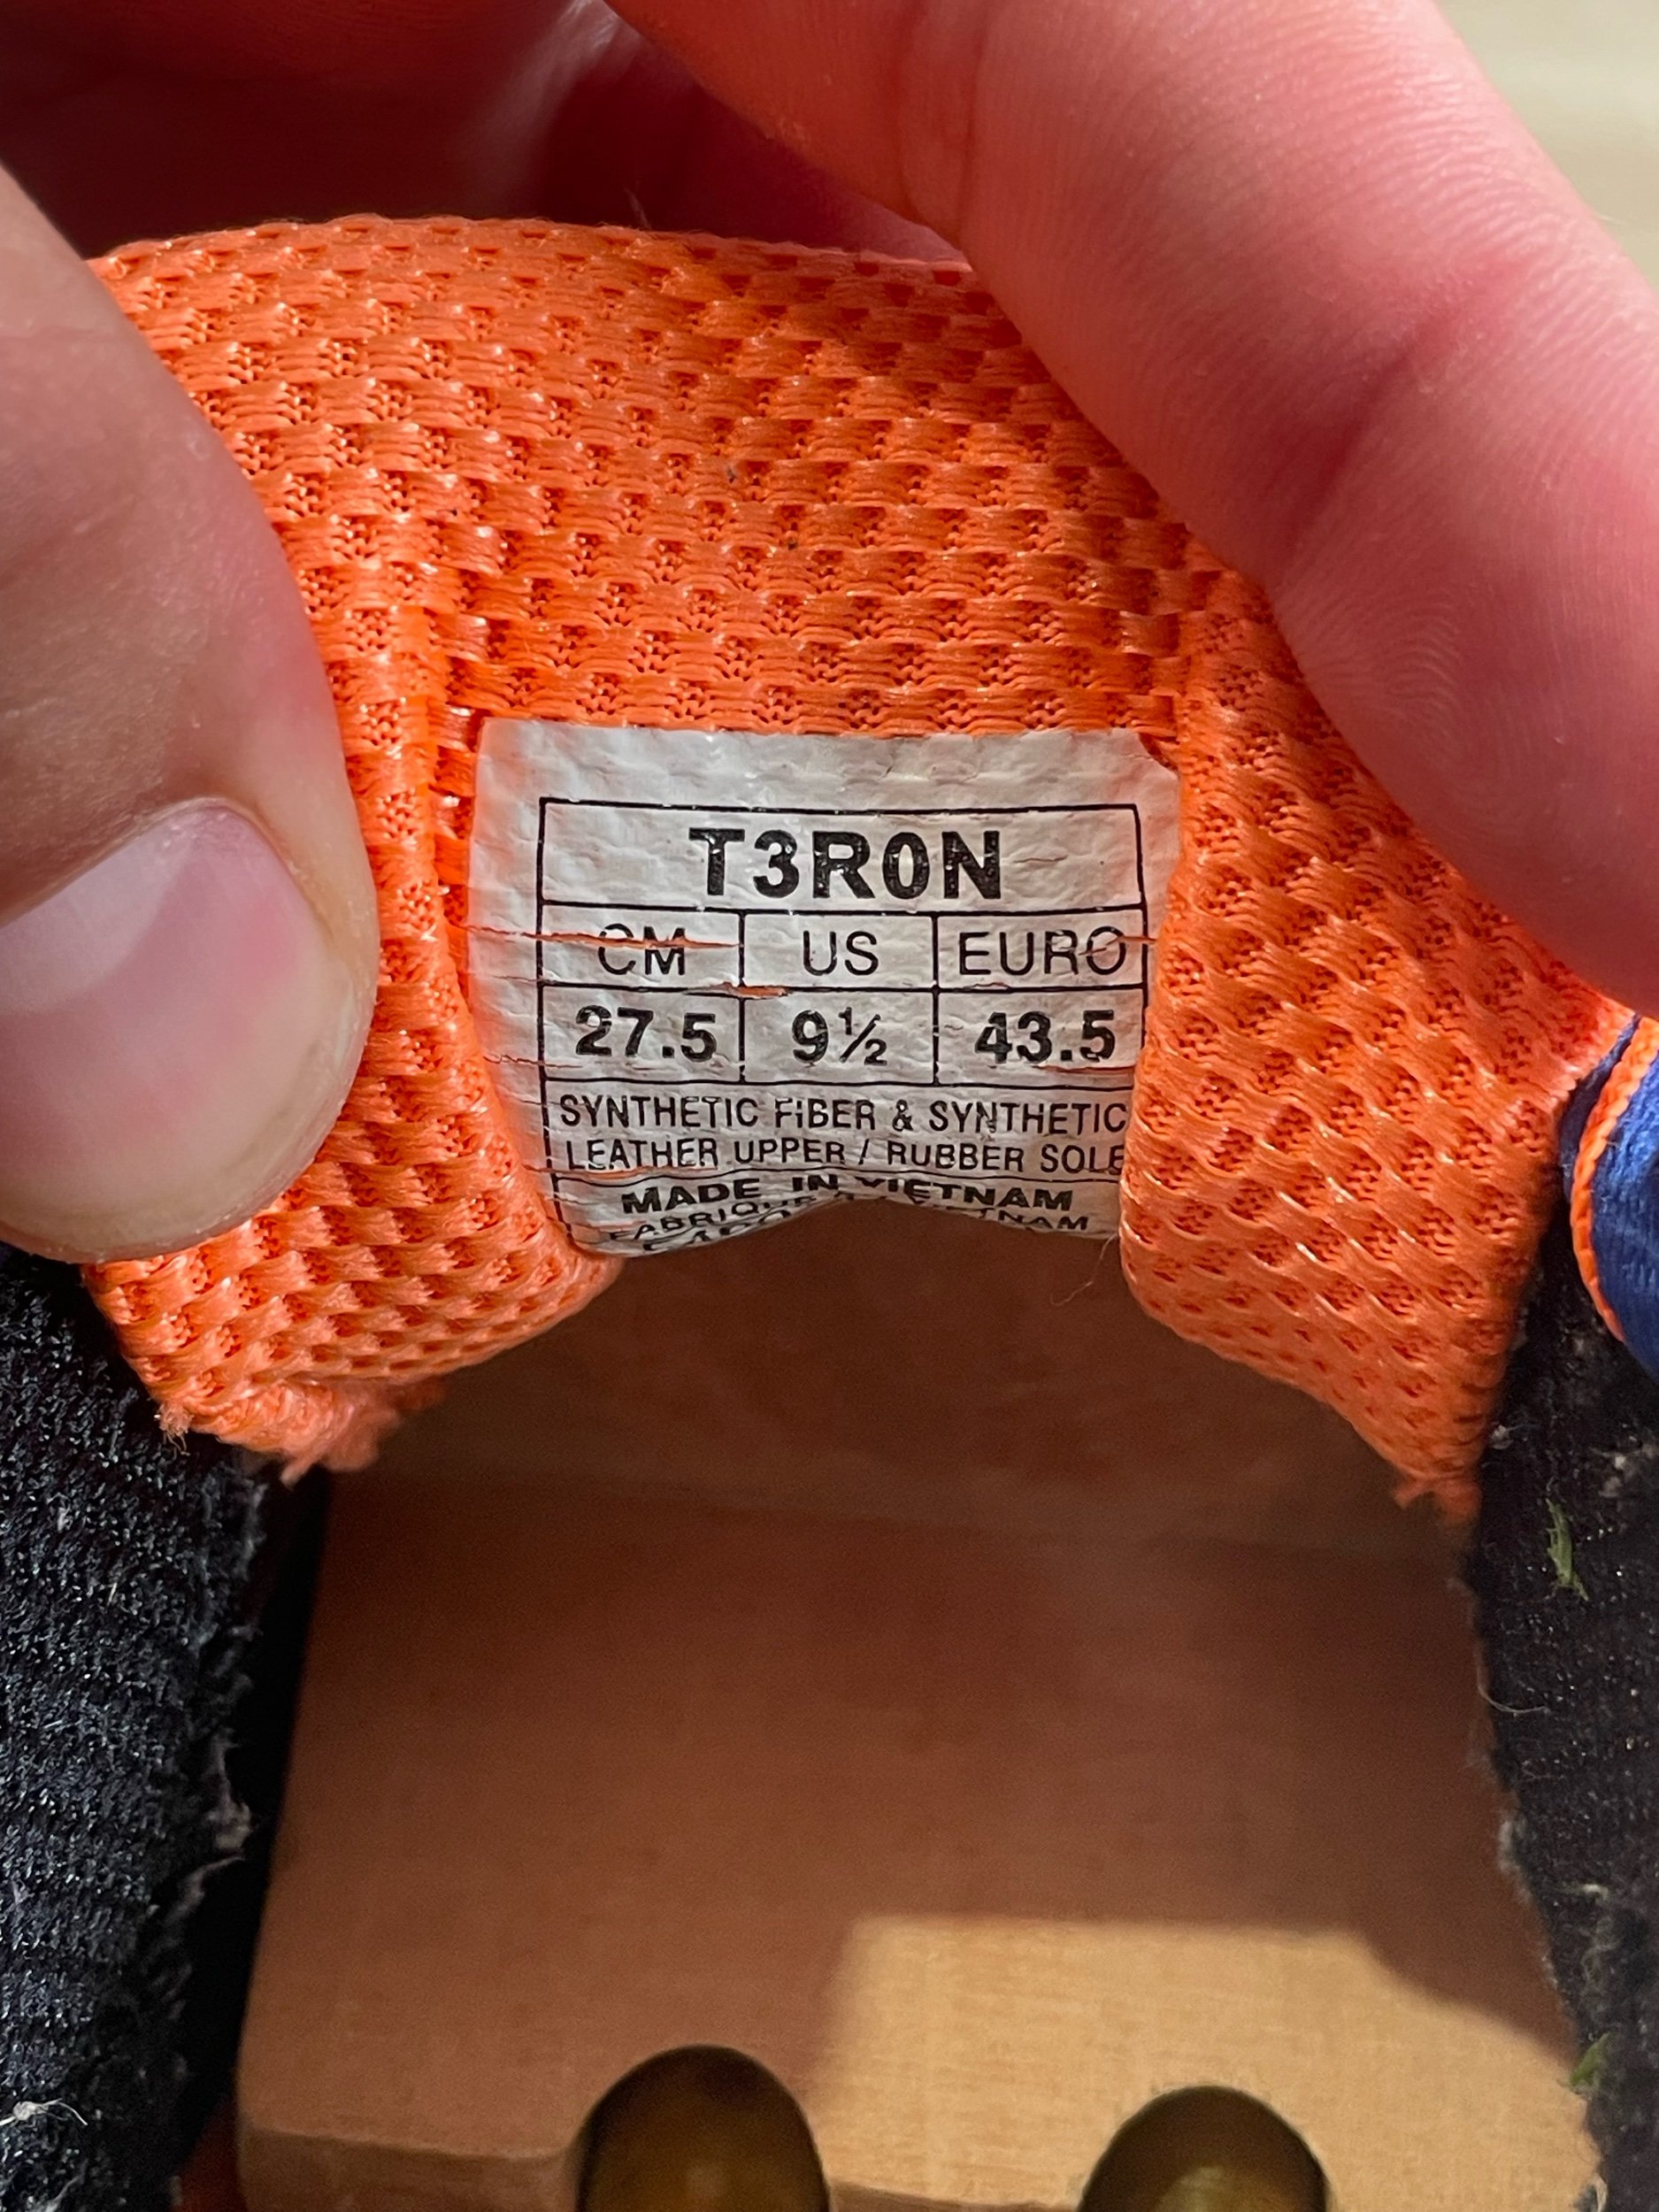 T3R0N
CM US EURO
27.5 9½ 43.5
SYNTHETIC FIBER & SYNTHETIC
LEATHER UPPER / RUBBER SOLE
MADE IN VIETNAM